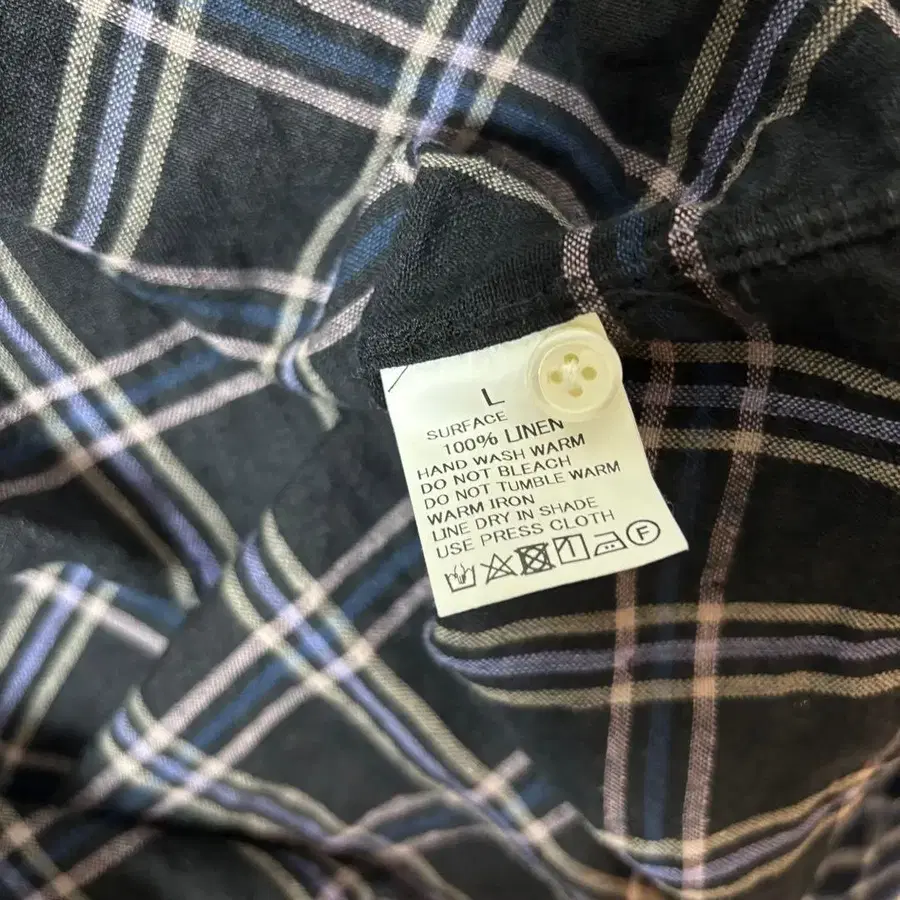 L
SURFACE
100% LINEN
HAND WASH WARM
DO NOT BLEACH
DO NOT TUMBLE WARM
WARM IRON
LINE DRY IN SHADE
USE PRESS CLOTH
F